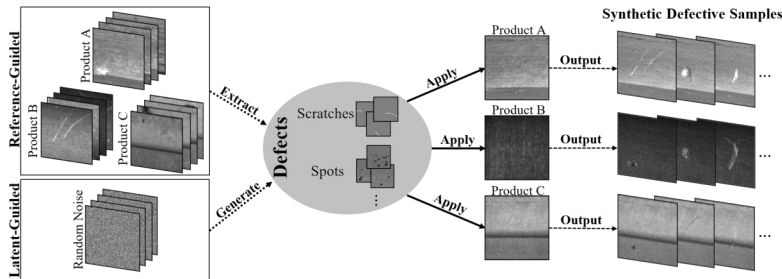 Reference-Guided
Product A
Product B
Product C
Extract
Latent-Guided
Random Noise
Generate
Defects
Scratches
Spots
...
Apply
Apply
Apply
Product A
Product B
Product C
Output
Output
Output
Synthetic Defective Samples
...
...
...